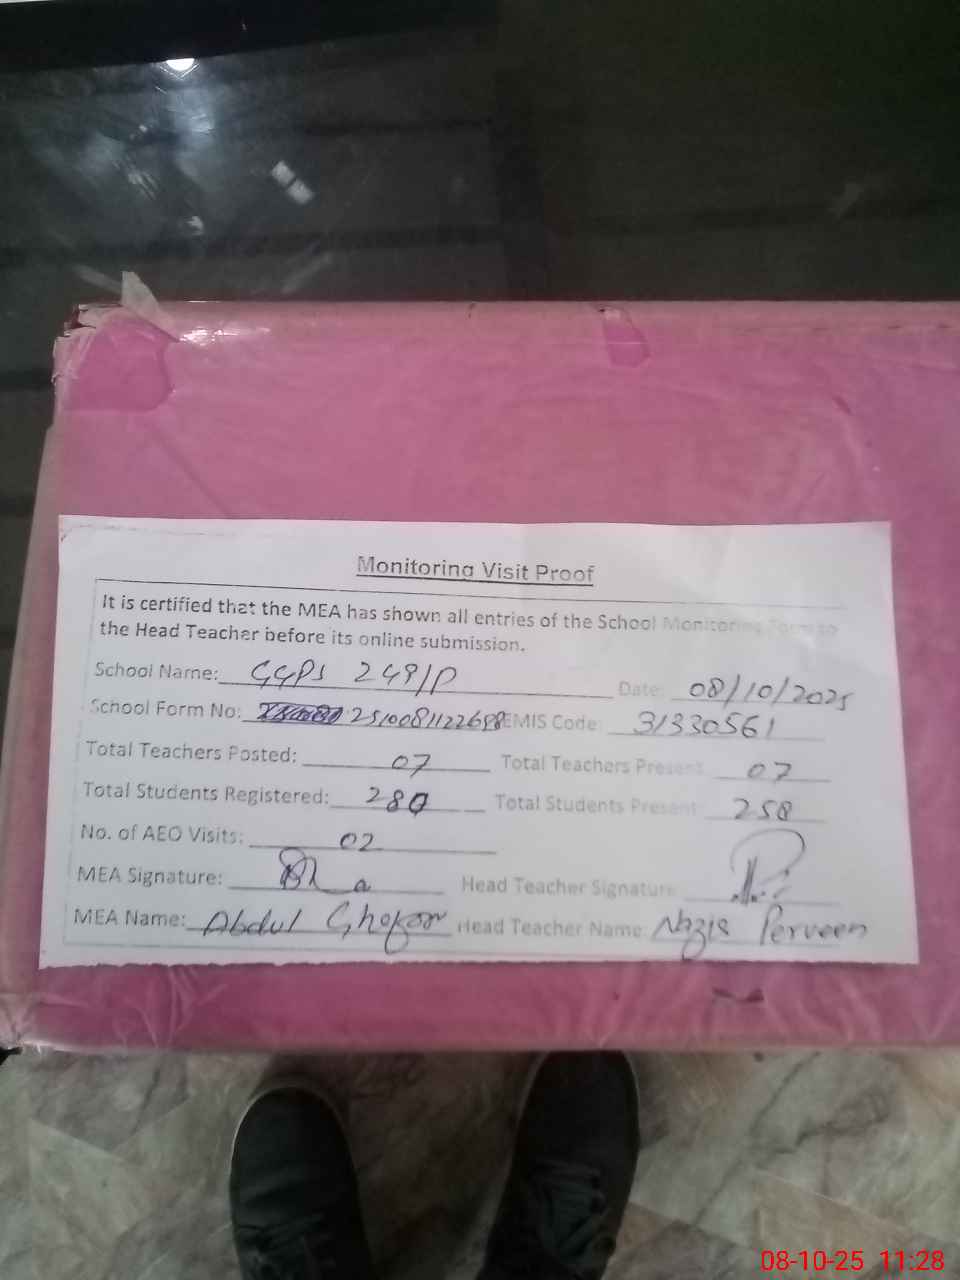 Monitoring Visit Proof
It is certified that the MEA has shown all entries of the School Monitoring Form to
the Head Teacher before its online submission.
School Name: GGPS 249/P Date: 08/10/2025
School Form No: 2510081122698 EMIS Code: 31330561
Total Teachers Posted: 07 Total Teachers Present: 07
Total Students Registered: 280 Total Students Present: 258
No. of AEO Visits: 02
MEA Signature: Head Teacher Signature:
MEA Name: Abdul Ghafoor Head Teacher Name: Nazia Perveen
08-10-25 11:28